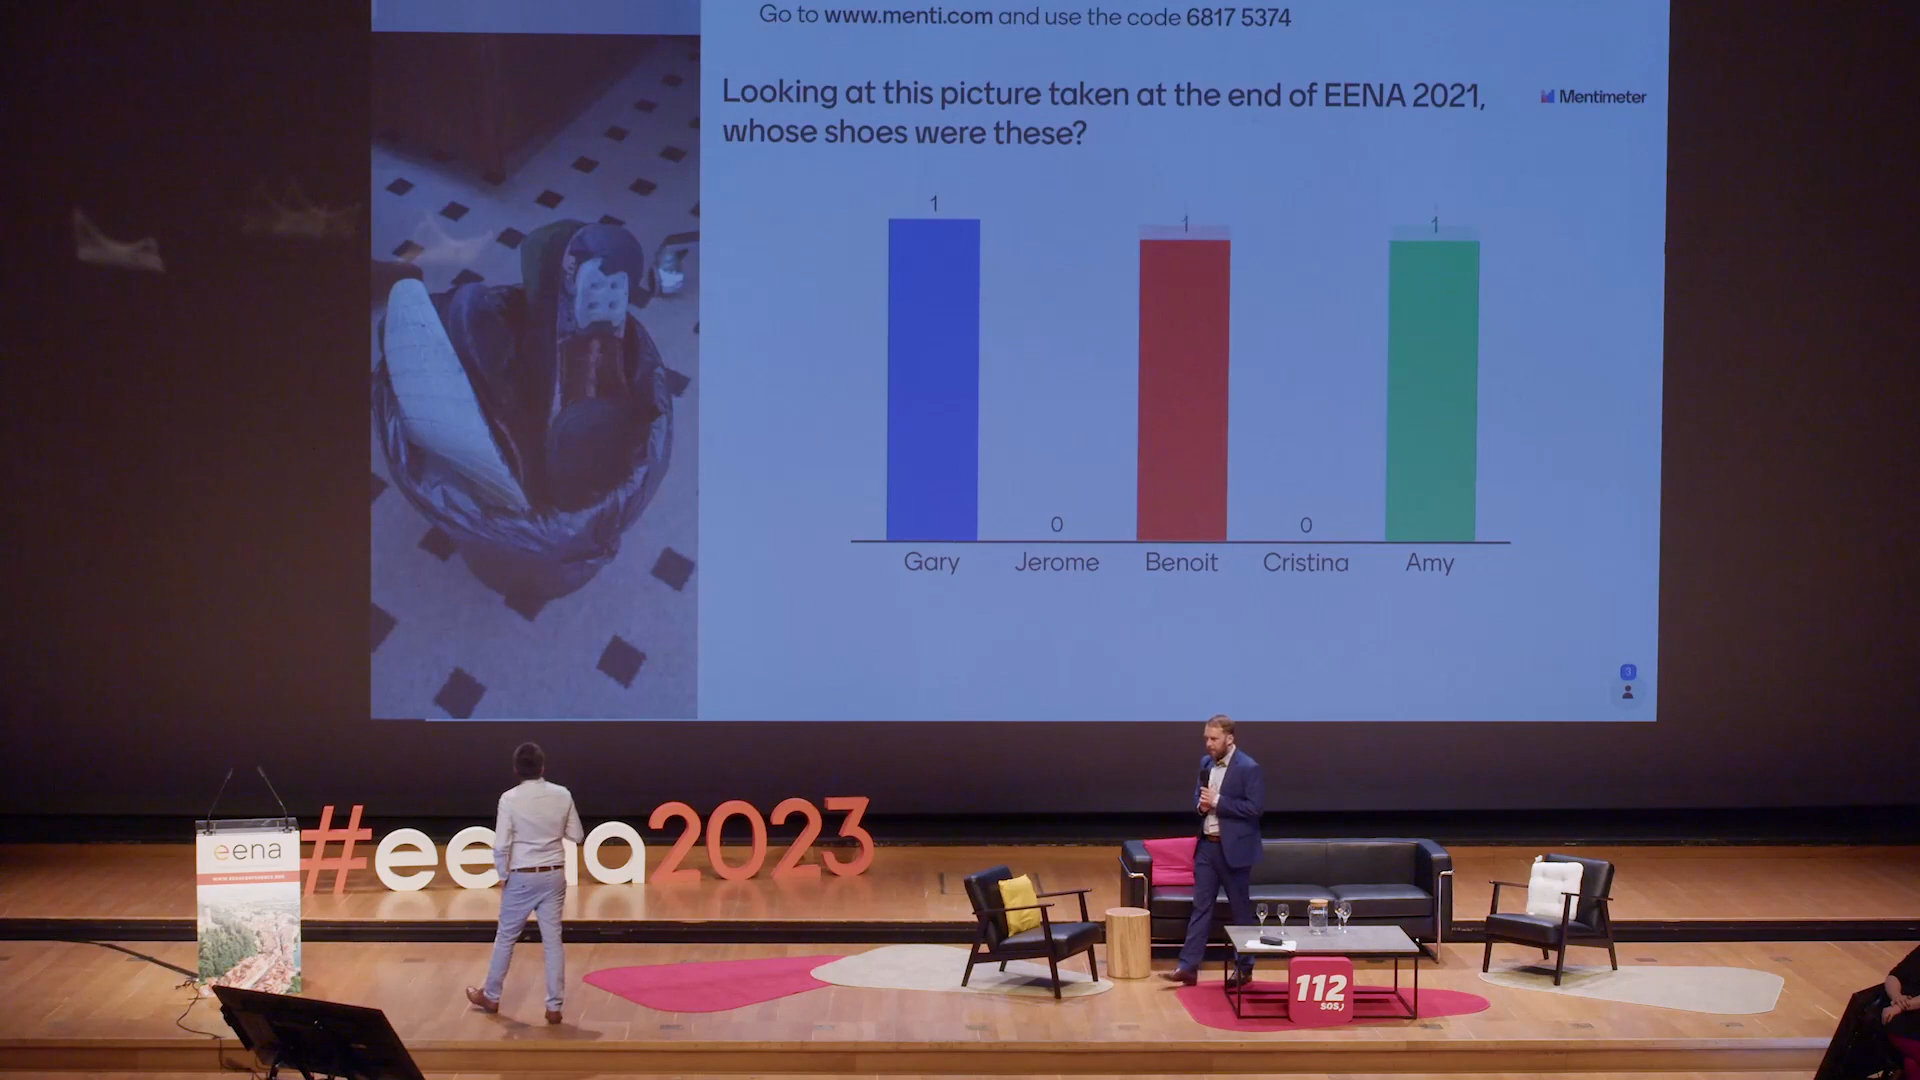 Go to www.menti.com and use the code 6817 5374
Looking at this picture taken at the end of EENA 2021,
whose shoes were these?
Mentimeter
1
1
1
0
0
Gary
Jerome
Benoit
Cristina
Amy
3
eena
#eena2023
112
SOS